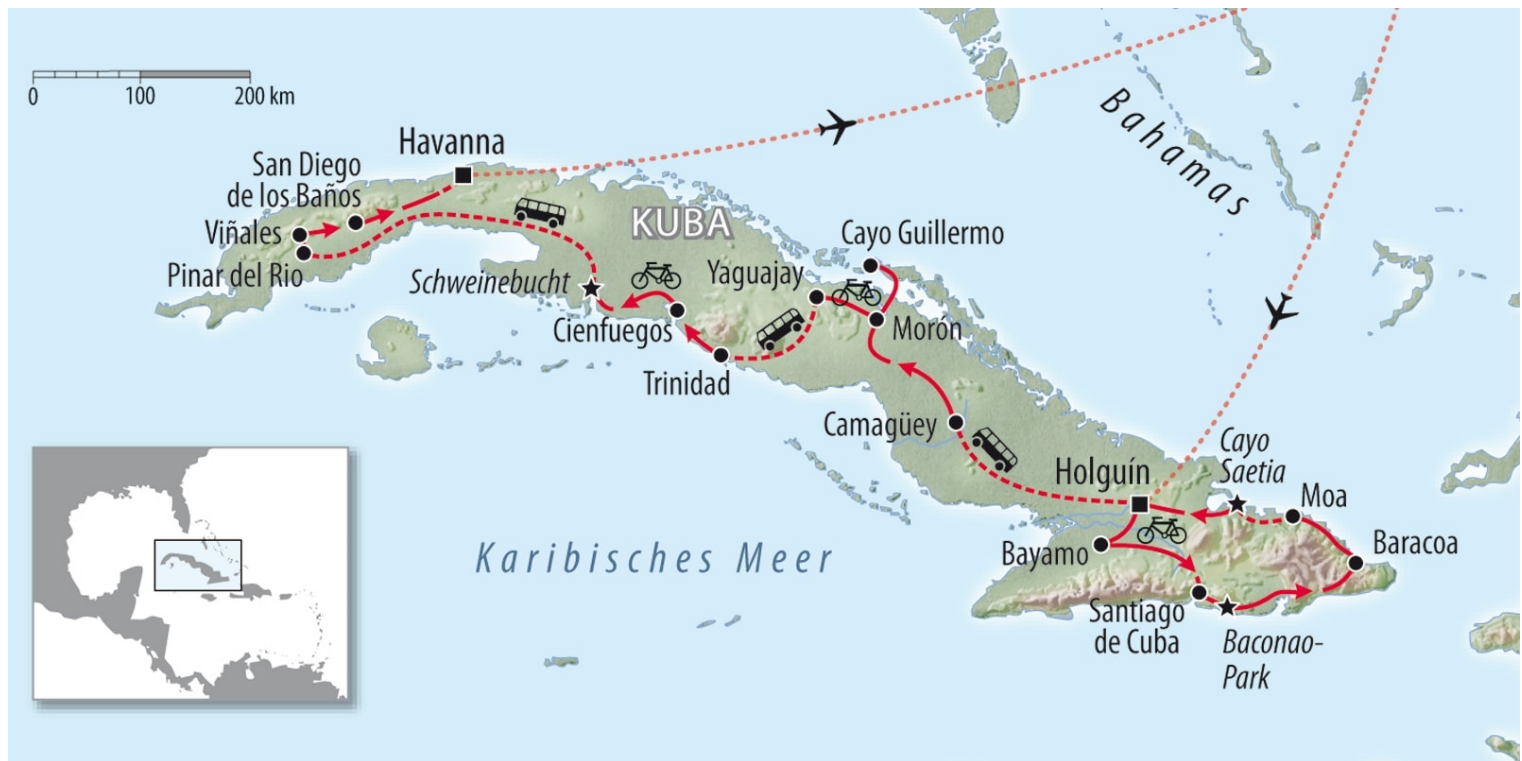 0
100
200 km
Havanna
San Diego
de los Baños
Viñales
Pinar del Rio
Schweinebucht
KUBA
Cienfuegos
Trinidad
Yaguajay
Cayo Guillermo
Morón
Bahamas
Camagüey
Holguín
Cayo
Saetia
Moa
Baracoa
Bayamo
Santiago
de Cuba
Baconao-
Park
Karibisches Meer